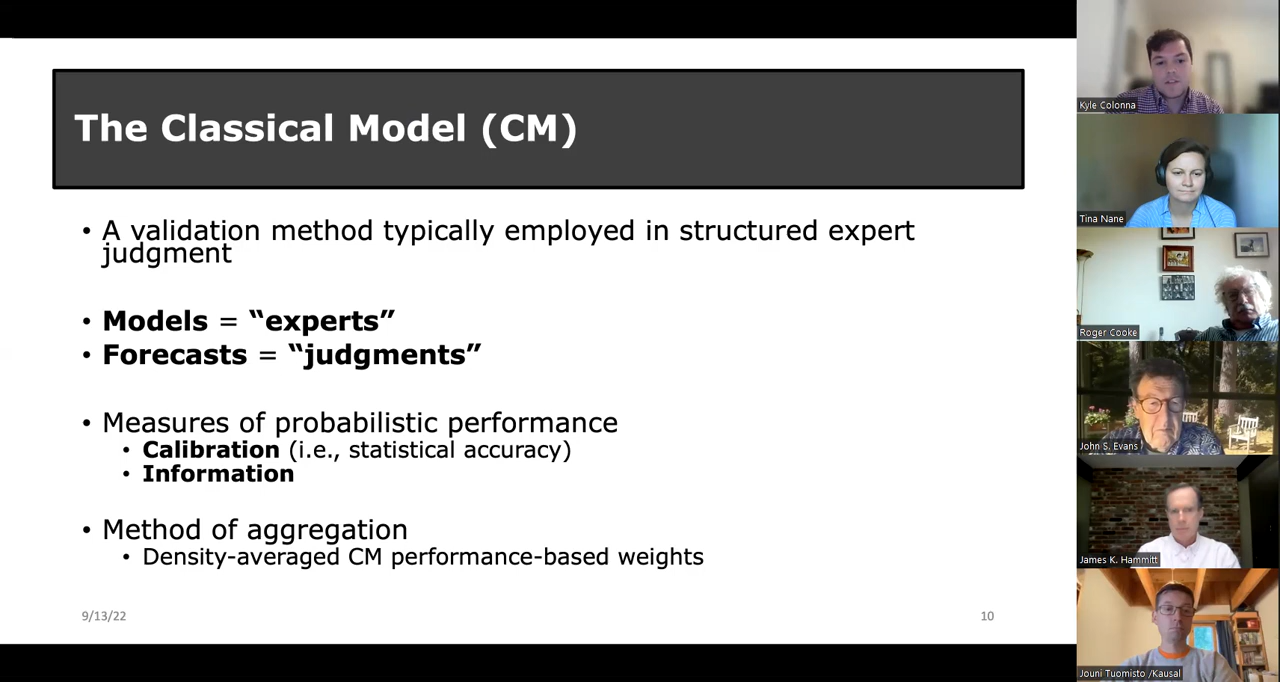 The Classical Model (CM)
• A validation method typically employed in structured expert
judgment
• Models = “experts”
• Forecasts = “judgments”
• Measures of probabilistic performance
• Calibration (i.e., statistical accuracy)
• Information
• Method of aggregation
• Density-averaged CM performance-based weights
9/13/22
10
Kyle Colonna
Tina Nane
Roger Cooke
John S. Evans
James K. Hammitt
Jouni Tuomisto /Kausal